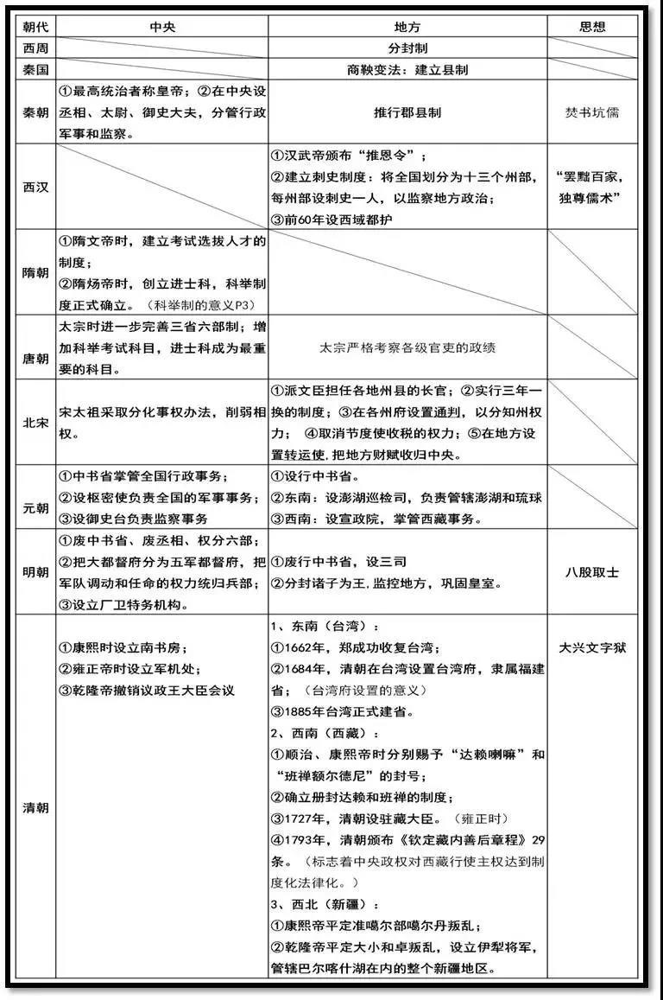 朝代 中央 地方 思想
西周 分封制
秦国 商鞅变法：建立县制
秦朝
①最高统治者称皇帝；②在中央设
丞相、太尉、御史大夫，分管行政
军事和监察。
推行郡县制
焚书坑儒
西汉
①汉武帝颁布“推恩令”；
②建立刺史制度：将全国划分为十三个州部，
每州部设刺史一人，以监察地方政治；
③前60年设西域都护
“罢黜百家，
独尊儒术”
隋朝
①隋文帝时，建立考试选拔人才的
制度；
②隋炀帝时，创立进士科，科举制
度正式确立。（科举制的意义P3）
唐朝
太宗时进一步完善三省六部制；增
加科举考试科目，进士科成为最重
要的科目。
太宗严格考察各级官吏的政绩
北宋
宋太祖采取分化事权办法，削弱相
权。
①派文臣担任各地州县的长官；②实行三年一
换的制度；③在各州府设置通判，以分知州权
力； ④取消节度使收税的权力；⑤在地方设
置转运使,把地方财赋收归中央。
元朝
①中书省掌管全国行政事务；
②设枢密使负责全国的军事事务；
③设御史台负责监察事务
①设行中书省。
②东南：设澎湖巡检司，负责管辖澎湖和琉球
③西南：设宣政院，掌管西藏事务。
明朝
①废中书省、废丞相、权分六部；
②把大都督府分为五军都督府，把
军队调动和任命的权力统归兵部；
③设立厂卫特务机构。
①废行中书省，设三司
②分封诸子为王,监控地方，巩固皇室。
八股取士
清朝
①康熙时设立南书房；
②雍正帝时设立军机处；
③乾隆帝撤销议政王大臣会议
1、东南（台湾）：
①1662年，郑成功收复台湾；
②1684年，清朝在台湾设置台湾府，隶属福建
省；（台湾府设置的意义）
③1885年台湾正式建省。
2、西南（西藏）：
①顺治、康熙帝时分别赐予“达赖喇嘛”和
“班禅额尔德尼”的封号；
②确立册封达赖和班禅的制度；
③1727年，清朝设驻藏大臣。（雍正时）
④1793年，清朝颁布《钦定藏内善后章程》29
条。（标志着中央政权对西藏行使主权达到制
度化法律化。）
3、西北（新疆）：
①康熙帝平定准噶尔部噶尔丹叛乱；
②乾隆帝平定大小和卓叛乱，设立伊犁将军，
管辖巴尔喀什湖在内的整个新疆地区。
大兴文字狱